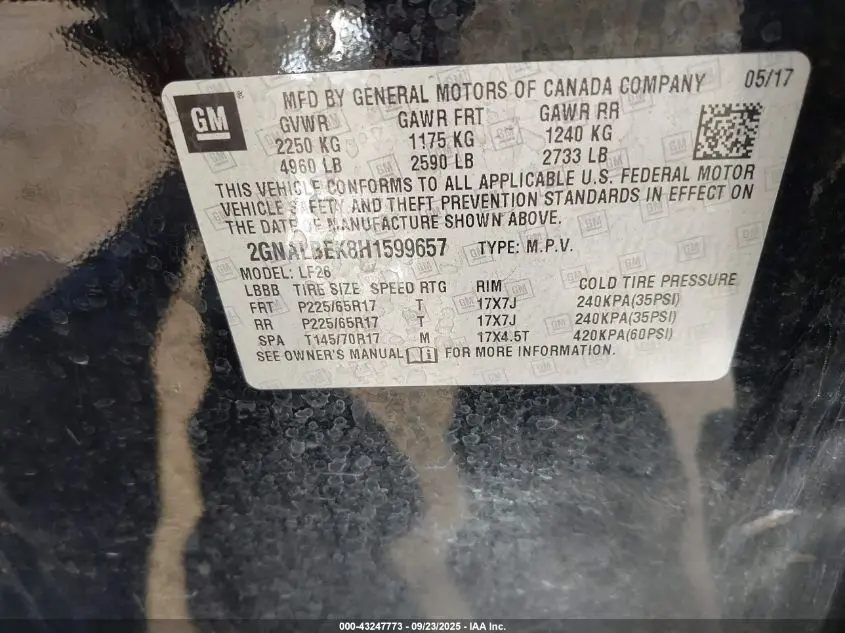 GM ®
MFD BY GENERAL MOTORS OF CANADA COMPANY 05/17
GVWR GAWR FRT GAWR RR
2250 KG 1175 KG 1240 KG
4960 LB 2590 LB 2733 LB
THIS VEHICLE CONFORMS TO ALL APPLICABLE U.S. FEDERAL MOTOR
VEHICLE SAFETY AND THEFT PREVENTION STANDARDS IN EFFECT ON
THE DATE OF MANUFACTURE SHOWN ABOVE.
2GNALBEK8H1599657 TYPE: M.P.V.
MODEL: LF26
LBBB TIRE SIZE SPEED RTG RIM COLD TIRE PRESSURE
FRT P225/65R17 T 17X7J 240KPA(35PSI)
RR P225/65R17 T 17X7J 240KPA(35PSI)
SPA T145/70R17 M 17X4.5T 420KPA(60PSI)
SEE OWNER'S MANUAL FOR MORE INFORMATION.
000-43247773 - 09/23/2025 - IAA Inc.